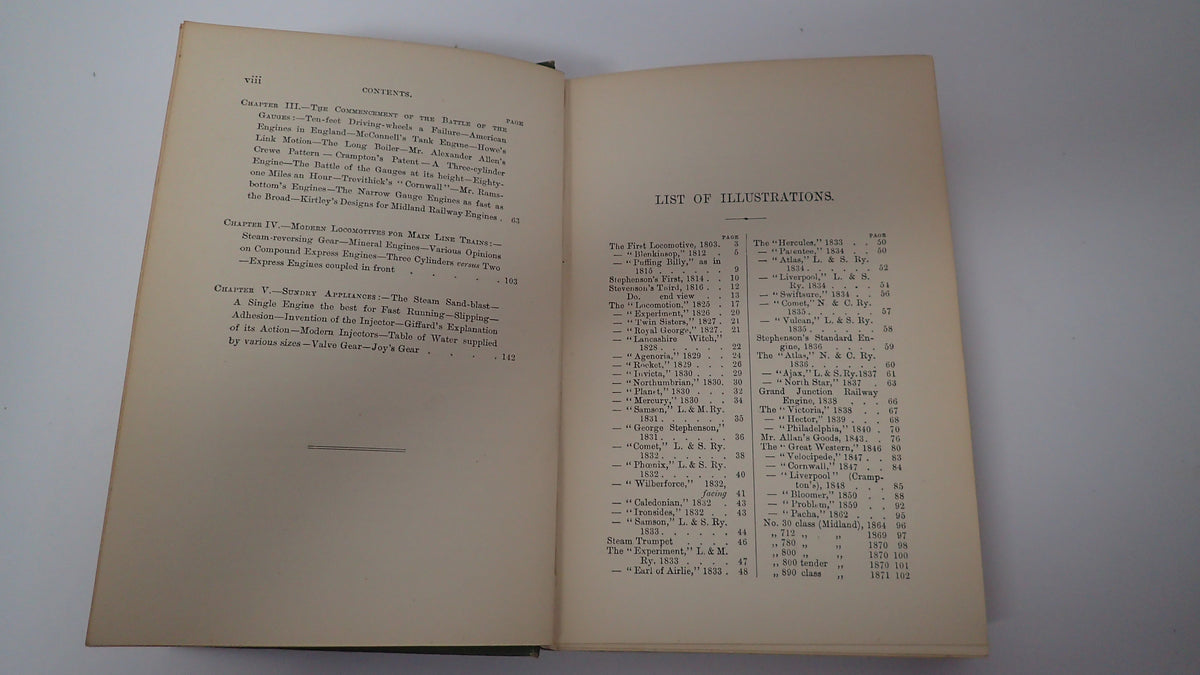 viii
CONTENTS.
PAGE
CHAPTER III.—THE COMMENCEMENT OF THE BATTLE OF THE
GAUGES:—Ten-feet Driving-wheels a Failure—American
Engines in England—McConnell's Tank Engine—Howe's
Link Motion—The Long Boiler—Mr. Alexander Allen's
Crewe Pattern—Crampton's Patent—A Three-cylinder
Engine—The Battle of the Gauges at its height—Eighty-
one Miles an Hour—Trevithick's "Cornwall"—Mr. Rams-
bottom's Engines—The Narrow Gauge Engines as fast as
the Broad—Kirtley's Designs for Midland Railway Engines . 63
CHAPTER IV.—MODERN LOCOMOTIVES FOR MAIN LINE TRAINS:—
Steam-reversing Gear—Mineral Engines—Various Opinions
on Compound Express Engines—Three Cylinders versus Two
—Express Engines coupled in front . . . . . 103
CHAPTER V.—SUNDRY APPLIANCES:—The Steam Sand-blast—
A Single Engine the best for Fast Running—Slipping—
Adhesion—Invention of the Injector—Giffard's Explanation
of its Action—Modern Injectors—Table of Water supplied
by various sizes—Valve Gear—Joy's Gear . . . . . 142
LIST OF ILLUSTRATIONS.
PAGE
The First Locomotive, 1803. 3
— "Blenkinsop," 1812 . 5
— "Puffing Billy," as in
1815 . . . . . . 9
Stephenson's First, 1814 . . 10
Stevenson's Third, 1816 . . 12
Do. end view . . 13
The "Locomotion," 1825 . 17
— "Experiment," 1826 . 20
— "Twin Sisters," 1827 . 21
— "Royal George," 1827. 21
— "Lancashire Witch,"
1828 . . . . . . 22
— "Agenoria," 1829 . . 24
— "Rocket," 1829 . . . 26
— "Invicta," 1830 . . . 29
— "Northumbrian," 1830. 30
— "Planet," 1830 . . . 32
— "Mercury," 1830 . . 34
— "Samson," L. & M. Ry.
1831. . . . . . . 35
— "George Stephenson,"
1831. . . . . . . 36
— "Comet," L. & S. Ry.
1832. . . . . . . 38
— "Phœnix," L. & S. Ry.
1832. . . . . . . 40
— "Wilberforce," 1832,
facing 41
— "Caledonian," 1832 . 43
— "Ironsides," 1832 . . 43
— "Samson," L. & S. Ry.
1833. . . . . . . 44
Steam Trumpet . . . . 46
The "Experiment," L. & M.
Ry. 1833 . . . . 47
— "Earl of Airlie," 1833 . 48
PAGE
The "Hercules," 1833 . . 50
— "Patentee," 1834 . . 50
— "Atlas," L. & S. Ry.
1834. . . . . . . 52
— "Liverpool," L. & S.
Ry. 1834 . . . . 54
— "Swiftsure," 1834 . . 56
— "Comet," N. & C. Ry.
1835. . . . . . . 57
— "Vulcan," L. & S. Ry.
1835. . . . . . . 58
Stephenson's Standard En-
gine, 1836 . . . . . 59
The "Atlas," N. & C. Ry.
1836. . . . . . . 60
— "Ajax," L. & S. Ry. 1837 61
— "North Star," 1837 . 63
Grand Junction Railway
Engine, 1838 . . . 66
The "Victoria," 1838 . . 67
— "Hector," 1839 . . . 68
— "Philadelphia," 1840 . 70
Mr. Allan's Goods, 1843. . 76
The "Great Western," 1846 80
— "Velocipede," 1847 . . 83
— "Cornwall," 1847 . . 84
— "Liverpool" (Cramp-
ton's), 1848 . . . 85
— "Bloomer," 1850 . . 88
— "Problem," 1859 . . 92
— "Pacha," 1862 . . . 95
No. 30 class (Midland), 1864 96
„ 712 „ „ 1869 97
„ 780 „ „ 1870 98
„ 800 „ „ 1870 100
„ 800 tender „ 1870 101
„ 890 class „ 1871 102